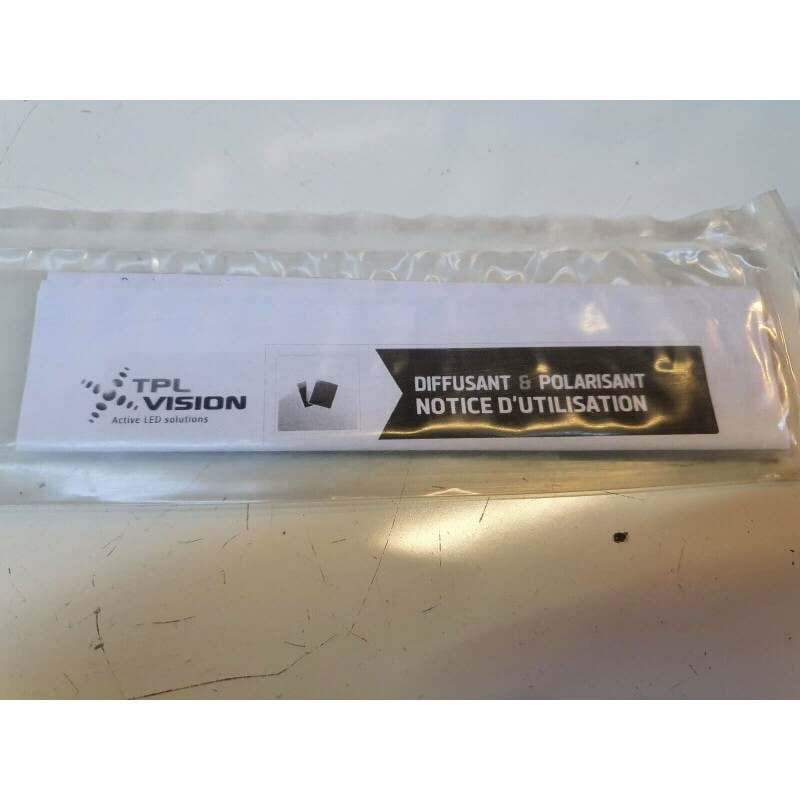 TPL
VISION
Active LED solutions
DIFFUSANT & POLARISANT
NOTICE D'UTILISATION